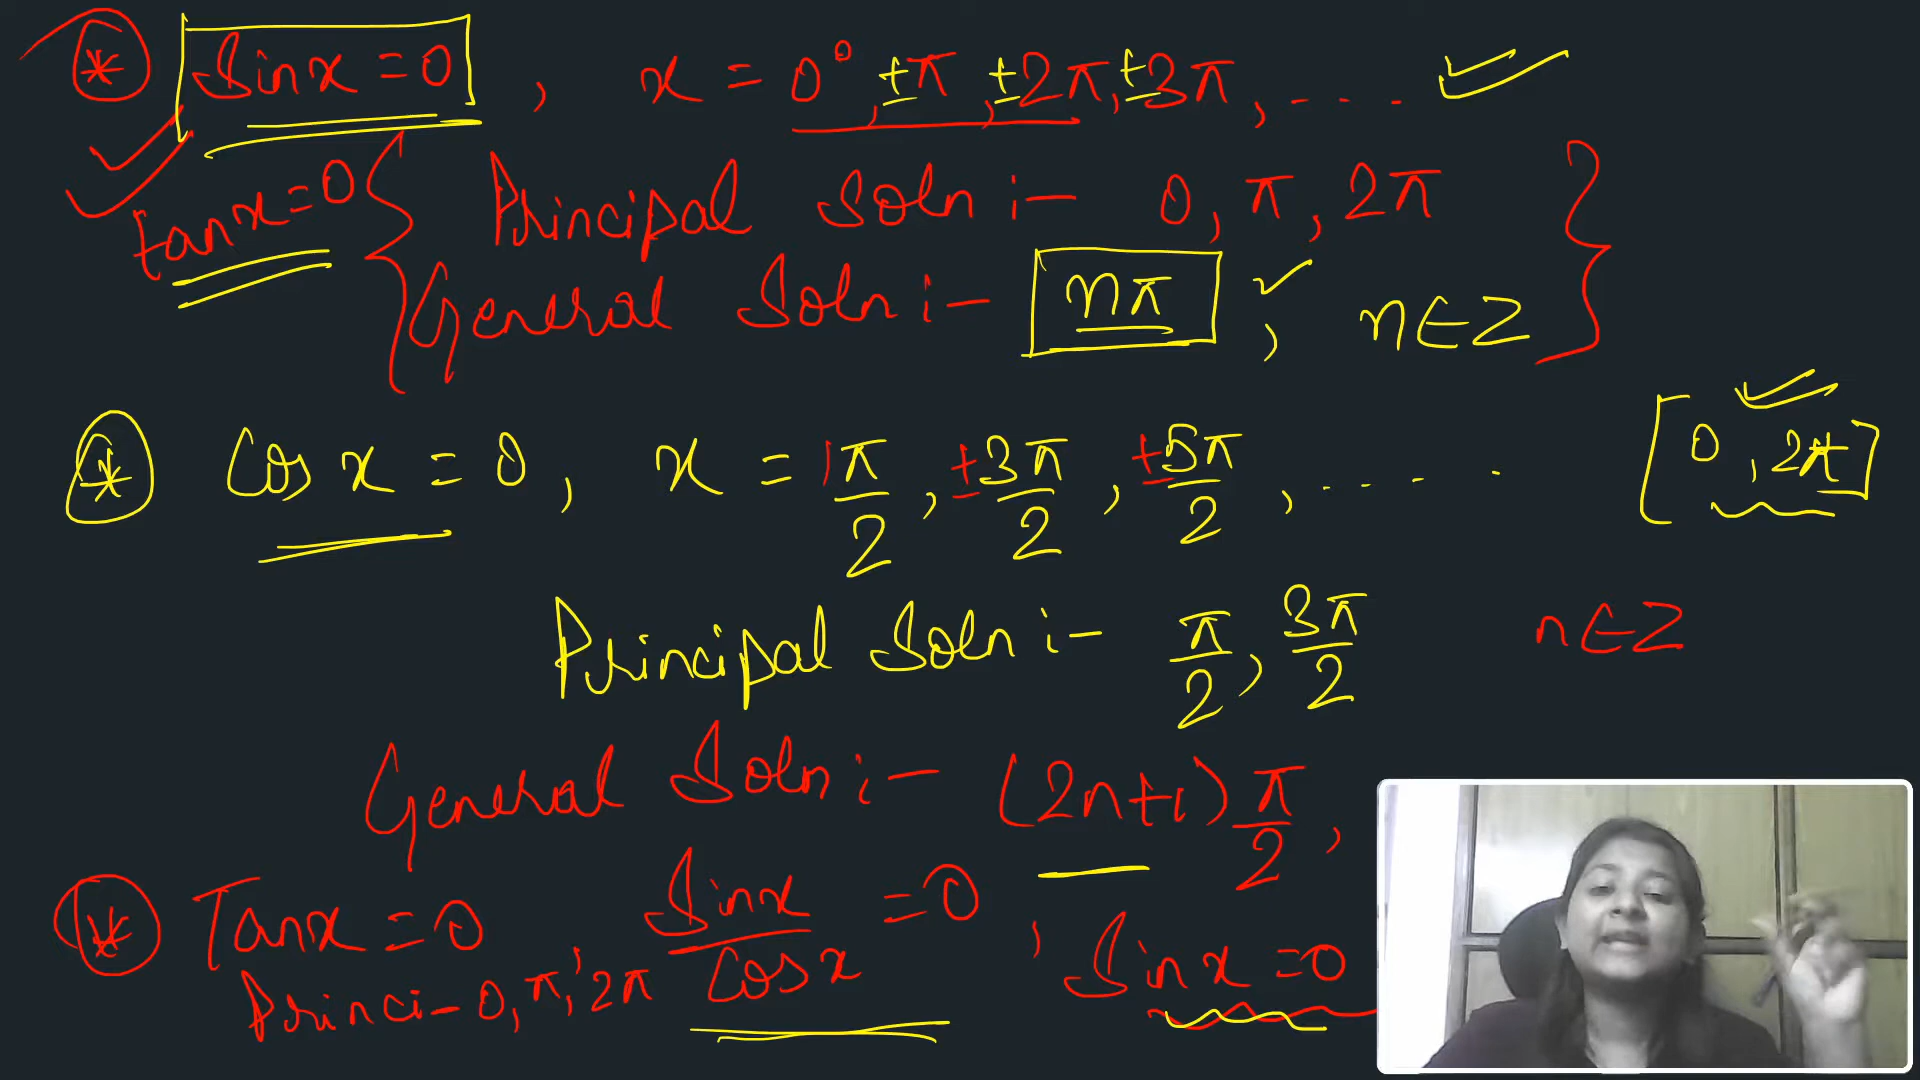 * Sinx = 0 , x = 0°, ±π, ±2π, ±3π, ....
tanx = 0
Principal Soln :- 0, π, 2π
General Soln :- nπ , n∈Z
* Cos x = 0, x = π/2, ±3π/2, ±5π/2, .....
[0, 2π]
Principal Soln :- π/2, 3π/2
n∈Z
General Soln :- (2n+1)π/2,
* Tanx = 0, Sinx/Cosx = 0, Sinx = 0
Princi - 0, π, 2π